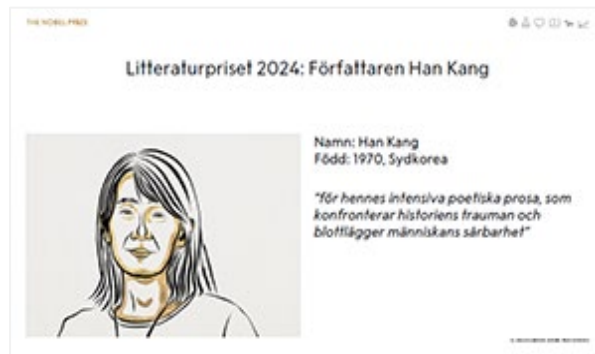 THE NOBEL PRIZE
Litteraturpriset 2024: Författaren Han Kang
Namn: Han Kang
Född: 1970, Sydkorea
”för hennes intensiva poetiska prosa, som
konfronterar historiens trauman och
blottlägger människans sårbarhet”